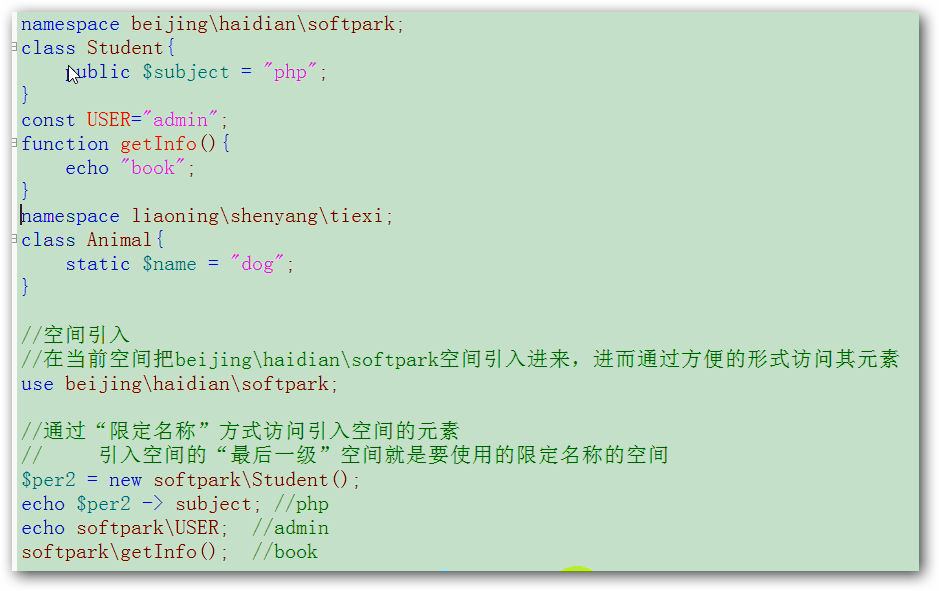 namespace beijing\haidian\softpark;
class Student{
    public $subject = "php";
}
const USER="admin";
function getInfo(){
    echo "book";
}
namespace liaoning\shenyang\tiexi;
class Animal{
    static $name = "dog";
}
//空间引入
//在当前空间把beijing\haidian\softpark空间引入进来，进而通过方便的形式访问其元素
use beijing\haidian\softpark;
//通过“限定名称”方式访问引入空间的元素
//     引入空间的“最后一级”空间就是要使用的限定名称的空间
$per2 = new softpark\Student();
echo $per2 -> subject; //php
echo softpark\USER;  //admin
softpark\getInfo();  //book